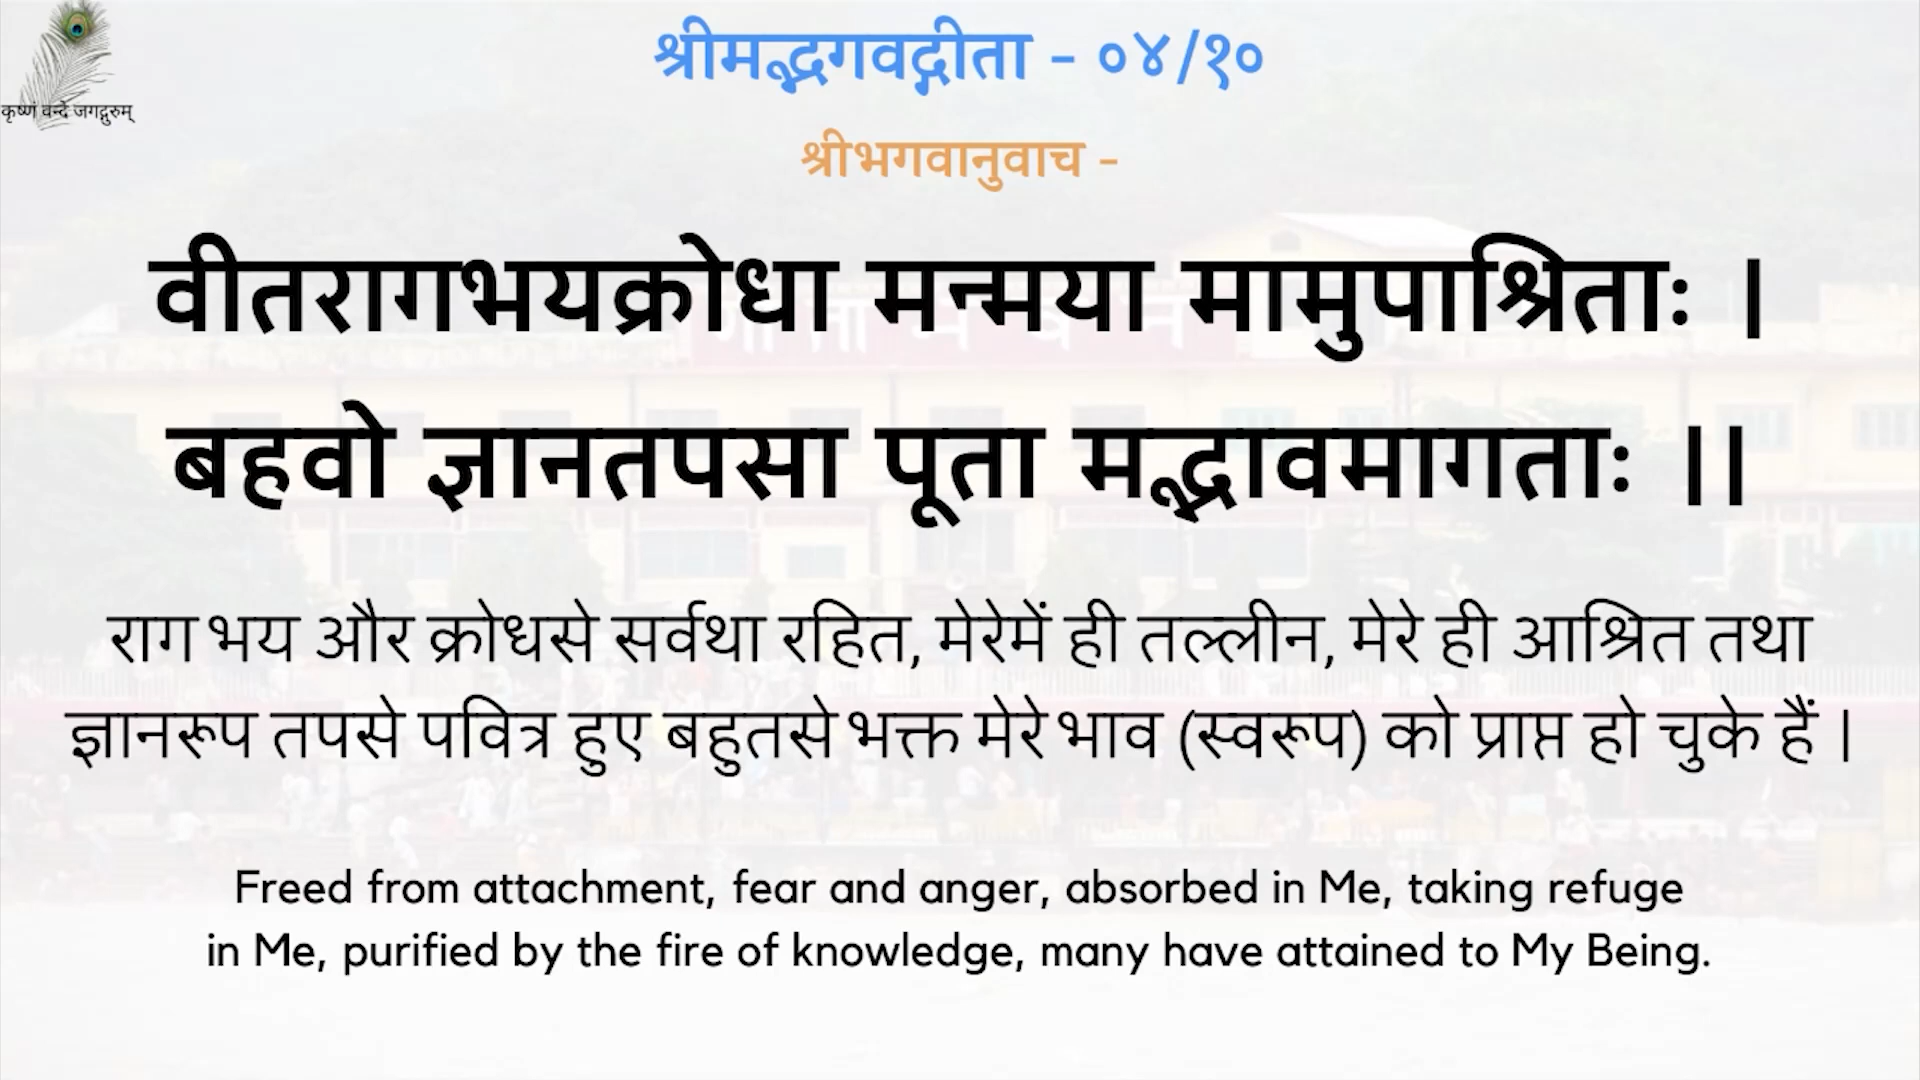 श्रीमद्भगवद्गीता - ०४/१०
कृष्णं वन्दे जगद्गुरुम्
श्रीभगवानुवाच -
वीतरागभयक्रोधा मन्मया मामुपाश्रिताः ।
बहवो ज्ञानतपसा पूता मद्भावमागताः ।।
राग भय और क्रोधसे सर्वथा रहित, मेरेमें ही तल्लीन, मेरे ही आश्रित तथा
ज्ञानरूप तपसे पवित्र हुए बहुतसे भक्त मेरे भाव (स्वरूप) को प्राप्त हो चुके हैं ।
Freed from attachment, fear and anger, absorbed in Me, taking refuge
in Me, purified by the fire of knowledge, many have attained to My Being.